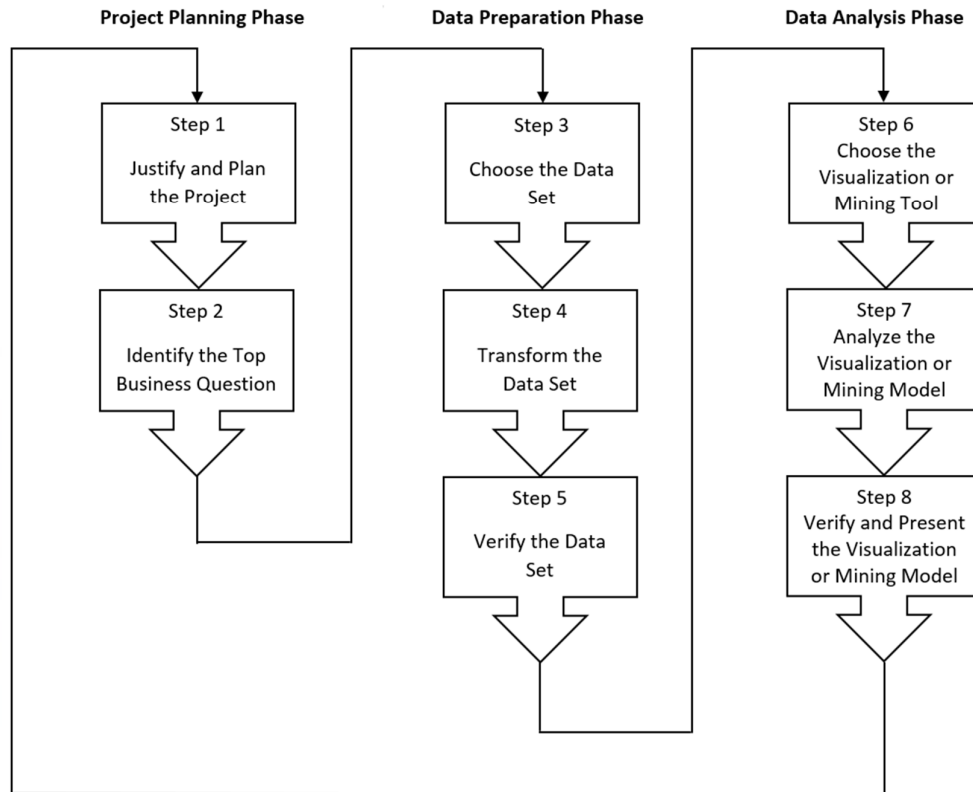 Project Planning Phase
Data Preparation Phase
Data Analysis Phase
Step 1
Justify and Plan
the Project
Step 2
Identify the Top
Business Question
Step 3
Choose the Data
Set
Step 4
Transform the
Data Set
Step 5
Verify the Data
Set
Step 6
Choose the
Visualization or
Mining Tool
Step 7
Analyze the
Visualization or
Mining Model
Step 8
Verify and Present
the Visualization
or Mining Model